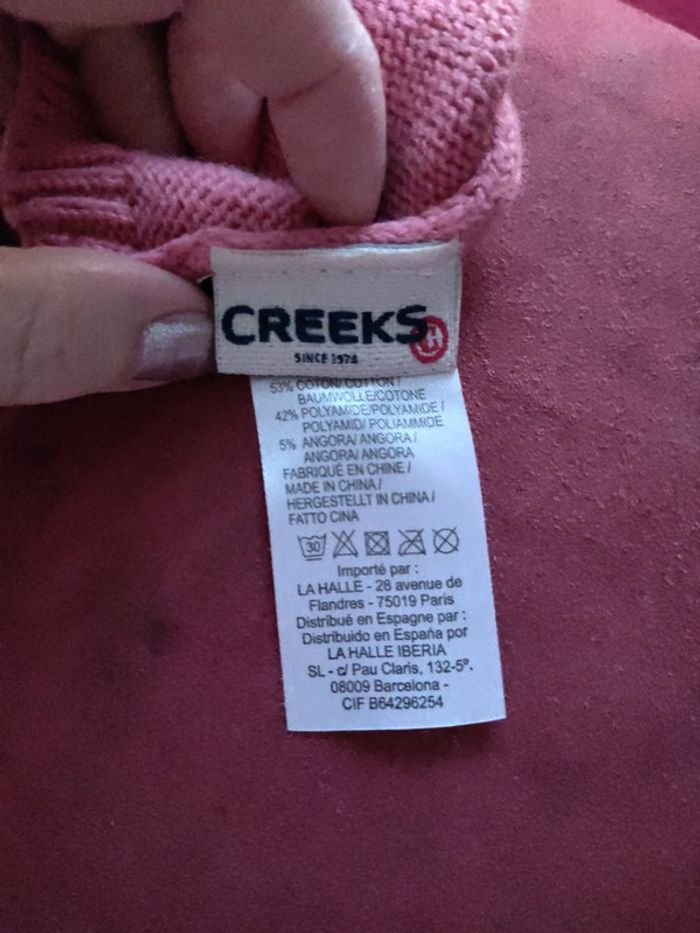 CREEKS
SINCE 1974
53% COTON/ COTTON /
BAUMWOLLE/COTONE
42% POLYAMIDE/POLYAMIDE /
POLYAMID/ POLIAMMIDE
5% ANGORA/ ANGORA /
ANGORA/ ANGORA
FABRIQUÉ EN CHINE /
MADE IN CHINA /
HERGESTELLT IN CHINA /
FATTO CINA
30
Importé par :
LA HALLE - 28 avenue de
Flandres - 75019 Paris
Distribué en Espagne par :
Distribuido en España por
LA HALLE IBERIA
SL - c/ Pau Claris, 132-5º.
08009 Barcelona -
CIF B64296254